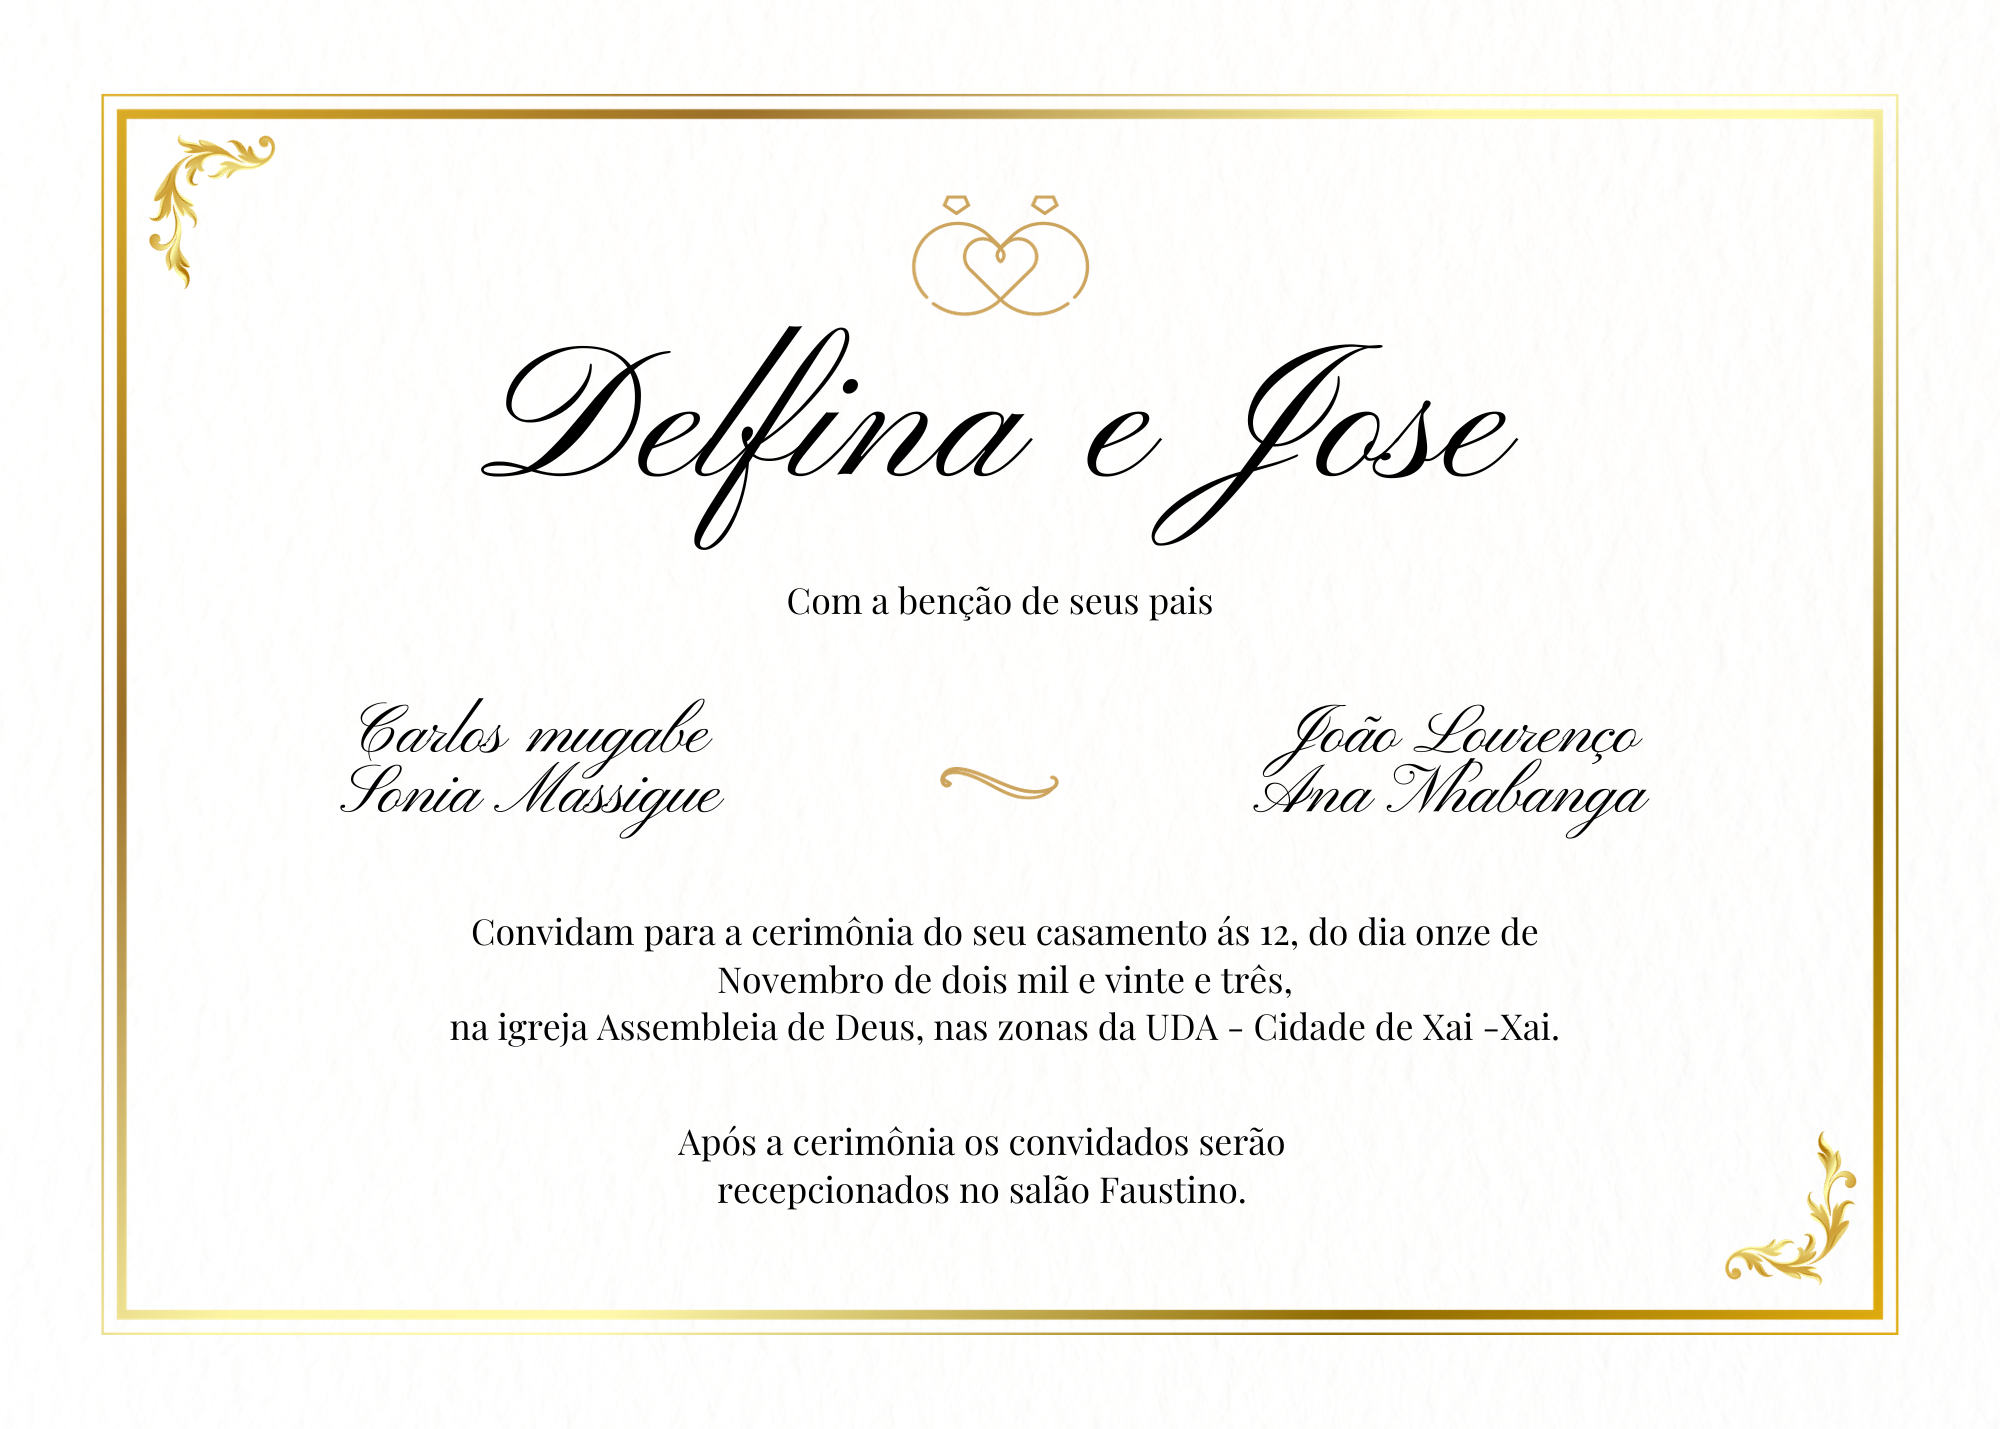 Delfina e Jose
Com a benção de seus pais
Carlos mugabe
Sonia Massigue
João Lourenço
Ana Nhabanga
Convidam para a cerimônia do seu casamento ás 12, do dia onze de
Novembro de dois mil e vinte e três,
na igreja Assembleia de Deus, nas zonas da UDA - Cidade de Xai -Xai.
Após a cerimônia os convidados serão
recepcionados no salão Faustino.